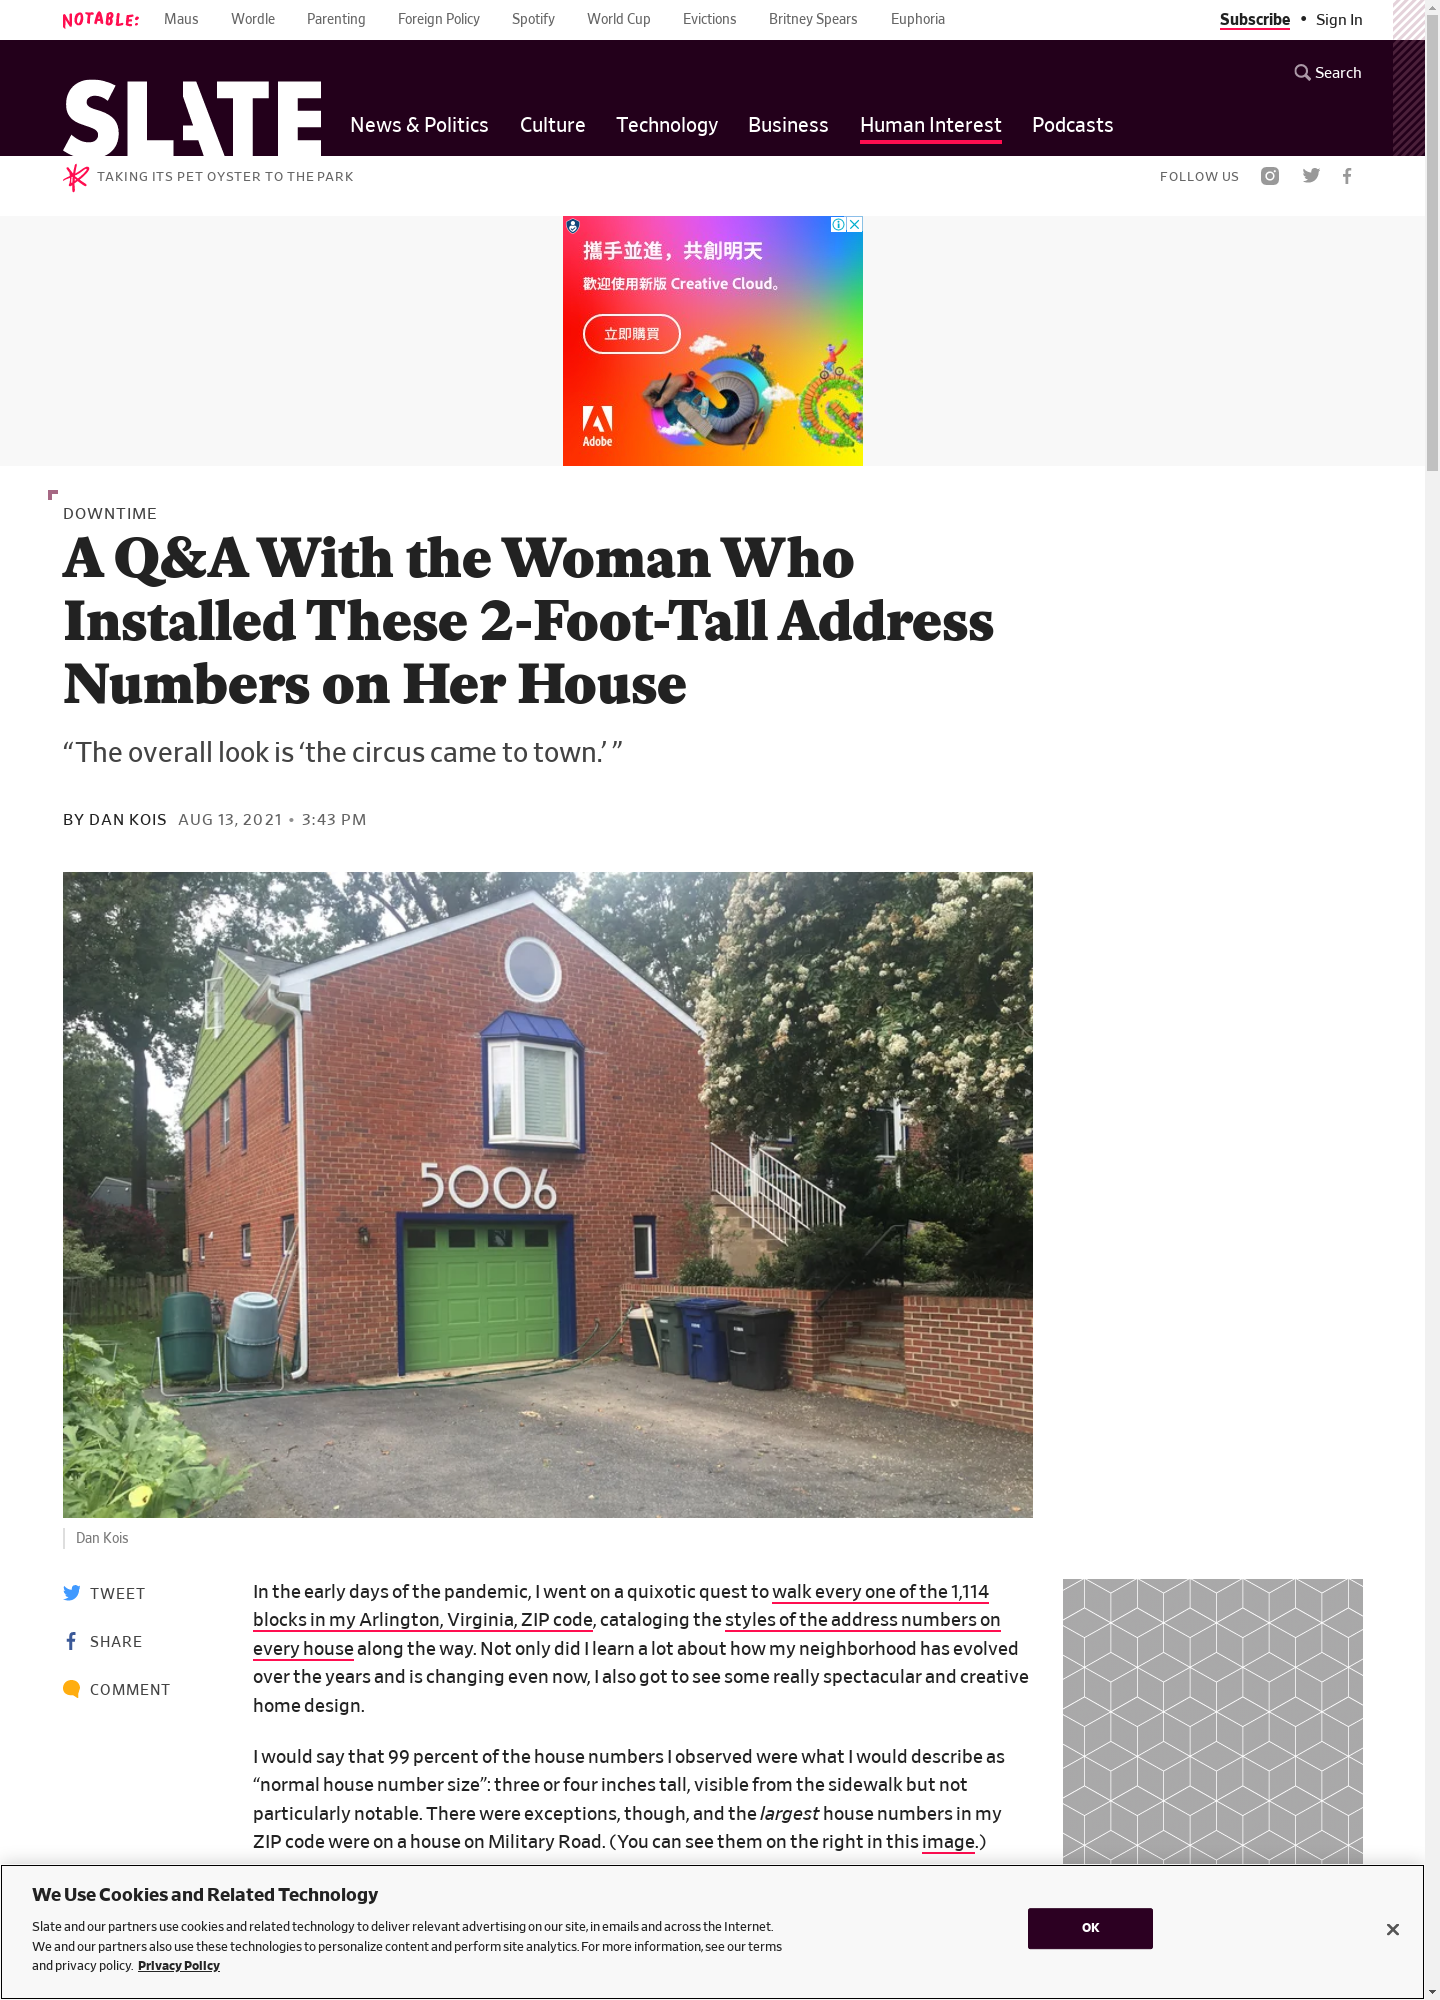 NOTABLE:
Maus
Wordle
Parenting
Foreign Policy
Spotify
World Cup
Evictions
Britney Spears
Euphoria
Subscribe • Sign In
Search
SLATE
News & Politics
Culture
Technology
Business
Human Interest
Podcasts
TAKING ITS PET OYSTER TO THE PARK
FOLLOW US
攜手並進，共創明天
歡迎使用新版 Creative Cloud。
立即購買
Adobe
DOWNTIME
A Q&A With the Woman Who
Installed These 2-Foot-Tall Address
Numbers on Her House
“The overall look is ‘the circus came to town.’ ”
BY DAN KOIS AUG 13, 2021 • 3:43 PM
5006
Dan Kois
TWEET
SHARE
COMMENT
In the early days of the pandemic, I went on a quixotic quest to walk every one of the 1,114
blocks in my Arlington, Virginia, ZIP code, cataloging the styles of the address numbers on
every house along the way. Not only did I learn a lot about how my neighborhood has evolved
over the years and is changing even now, I also got to see some really spectacular and creative
home design.
I would say that 99 percent of the house numbers I observed were what I would describe as
“normal house number size”: three or four inches tall, visible from the sidewalk but not
particularly notable. There were exceptions, though, and the largest house numbers in my
ZIP code were on a house on Military Road. (You can see them on the right in this image.)
We Use Cookies and Related Technology
Slate and our partners use cookies and related technology to deliver relevant advertising on our site, in emails and across the Internet.
We and our partners also use these technologies to personalize content and perform site analytics. For more information, see our terms
and privacy policy. Privacy Policy
OK